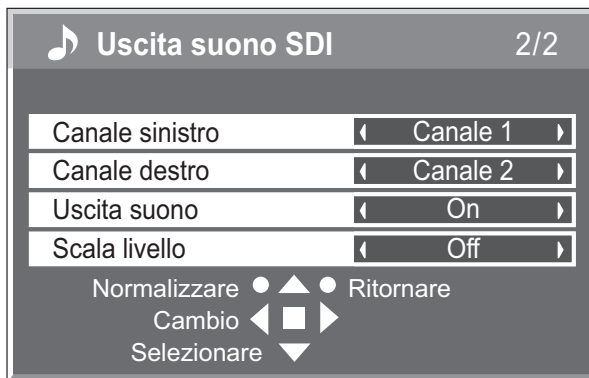 Uscita suono SDI 2/2
Canale sinistro Canale 1
Canale destro Canale 2
Uscita suono On
Scala livello Off
Normalizzare Ritornare
Cambio
Selezionare